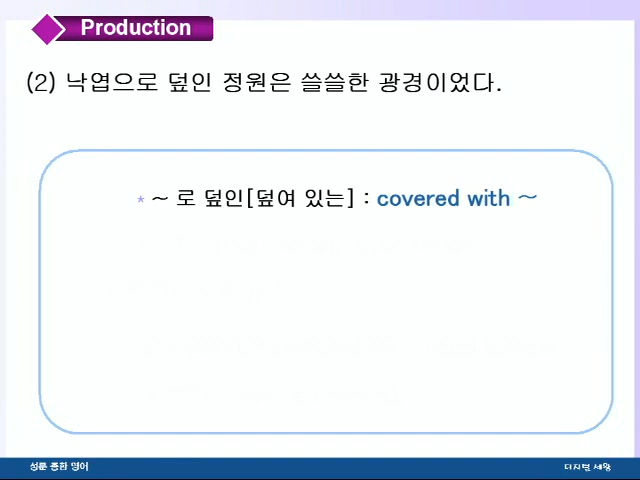 Production
(2) 낙엽으로 덮인 정원은 쓸쓸한 광경이었다.
* ~ 로 덮인[덮여 있는] : covered with ~
성문 종합 영어
디지털 세왕